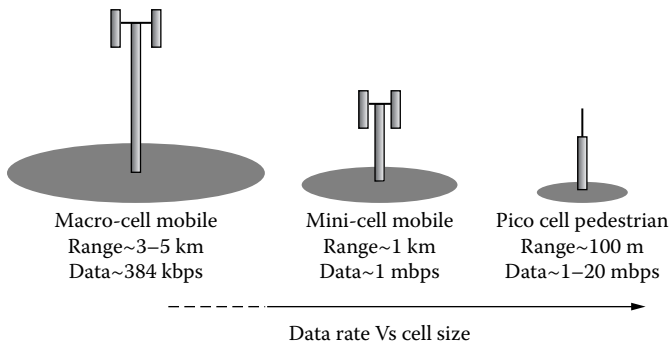 Macro-cell mobile
Range~3–5 km
Data~384 kbps
Mini-cell mobile
Range~1 km
Data~1 mbps
Pico cell pedestrian
Range~100 m
Data~1–20 mbps
Data rate Vs cell size